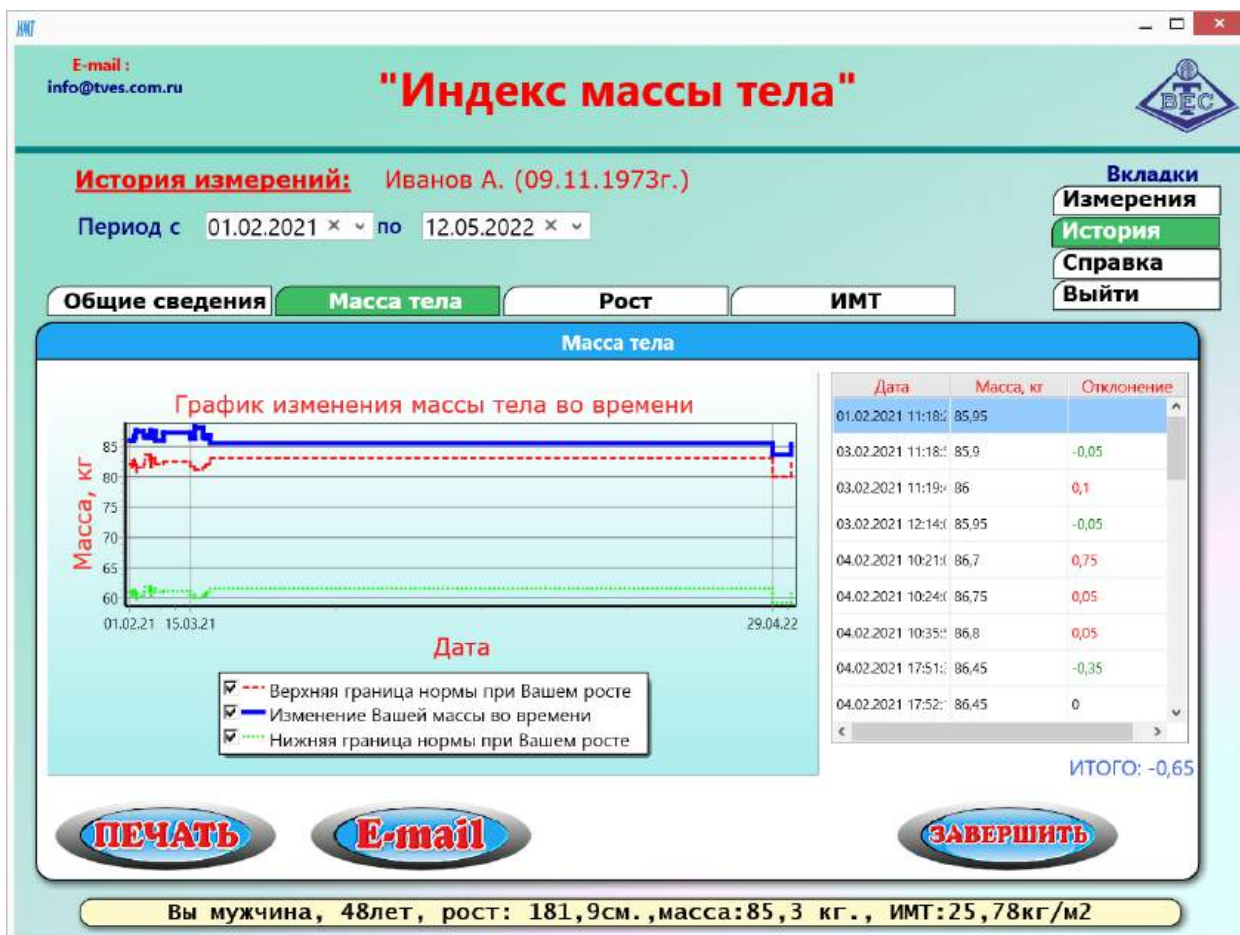 ИМТ
E-mail :
info@tves.com.ru
"Индекс массы тела"
Т
ВЕС
История измерений: Иванов А. (09.11.1973г.)
Период с 01.02.2021 по 12.05.2022
Вкладки
Измерения
История
Справка
Выйти
Общие сведения Масса тела Рост ИМТ
Масса тела
График изменения массы тела во времени
Масса, кг
85
80
75
70
65
60
01.02.21 15.03.21 29.04.22
Дата
Верхняя граница нормы при Вашем росте
Изменение Вашей массы во времени
Нижняя граница нормы при Вашем росте
Дата Масса, кг Отклонение
01.02.2021 11:18: 85,95
03.02.2021 11:18: 85,9 -0,05
03.02.2021 11:19: 86 0,1
03.02.2021 12:14: 85,95 -0,05
04.02.2021 10:21: 86,7 0,75
04.02.2021 10:24: 86,75 0,05
04.02.2021 10:35: 86,8 0,05
04.02.2021 17:51: 86,45 -0,35
04.02.2021 17:52: 86,45 0
ИТОГО: -0,65
ПЕЧАТЬ E-mail ЗАВЕРШИТЬ
Вы мужчина, 48лет, рост: 181,9см.,масса:85,3 кг., ИМТ:25,78кг/м2